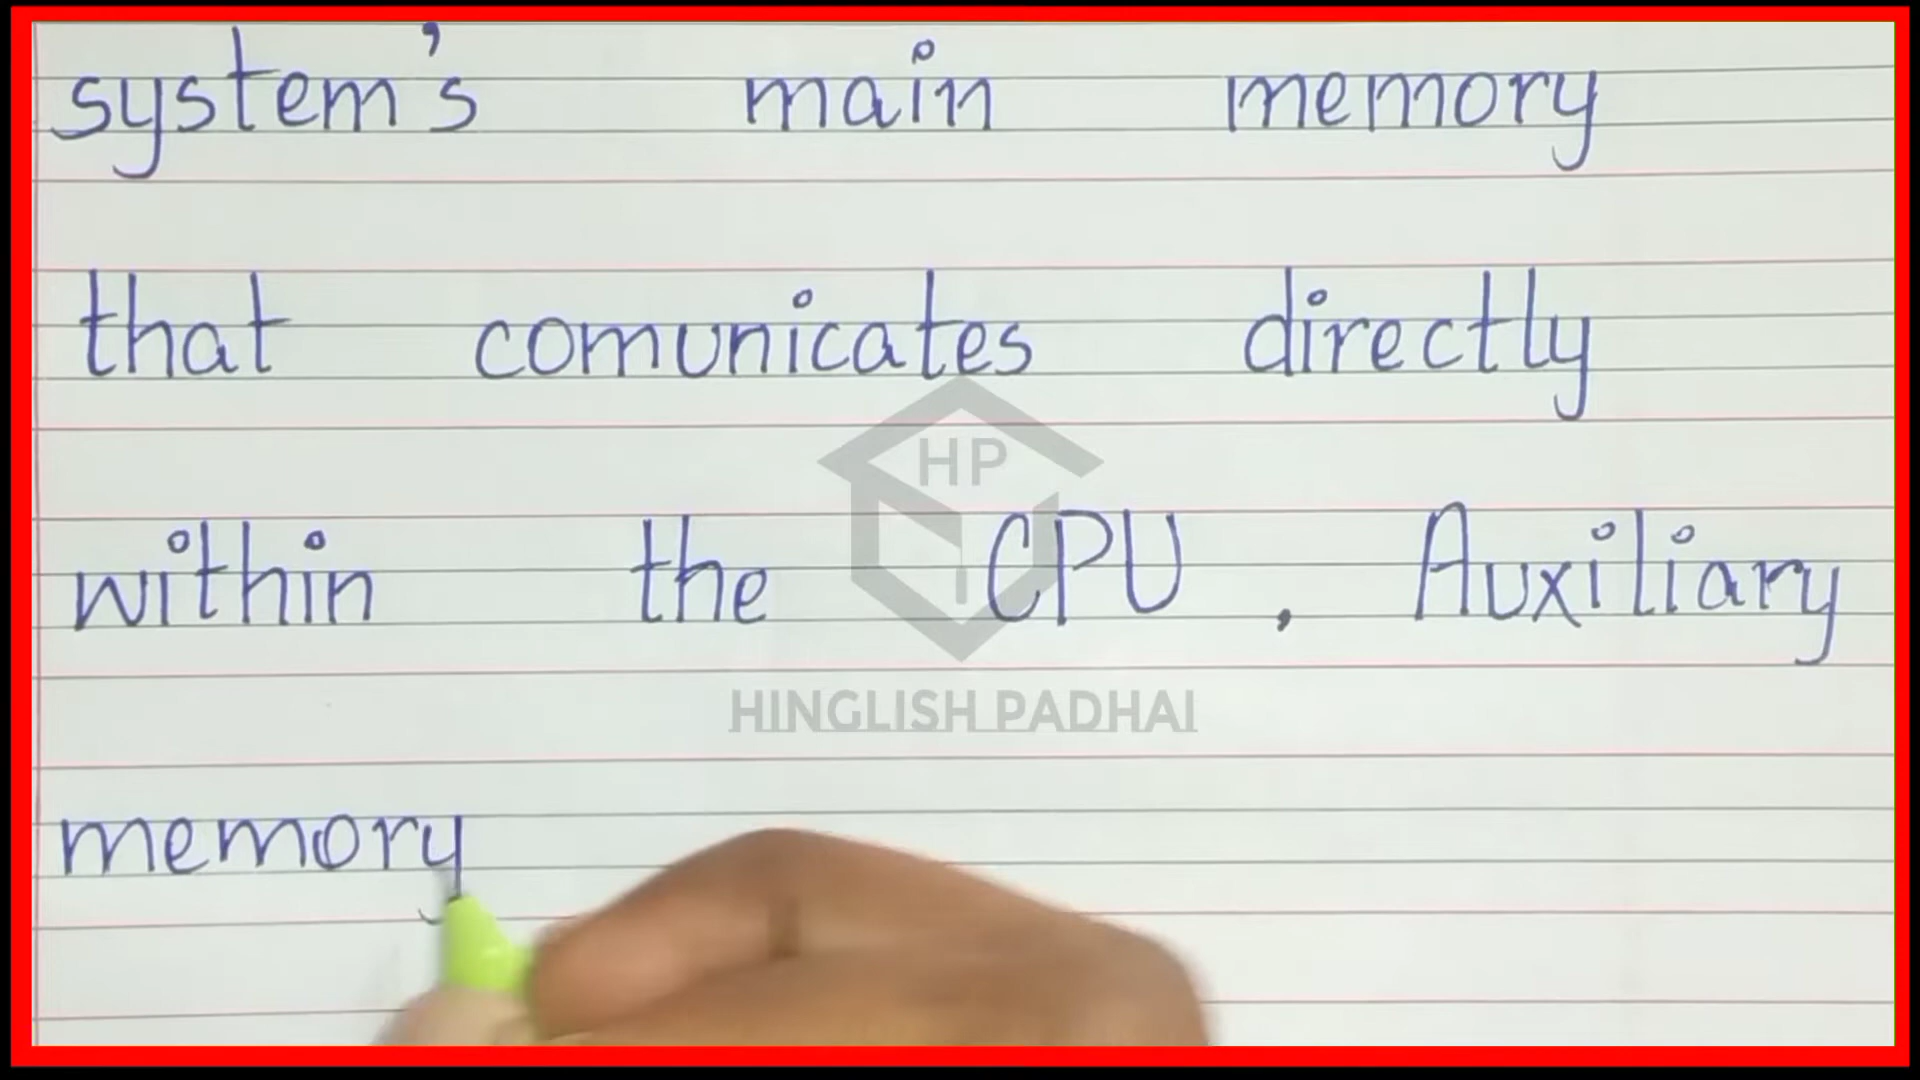 system's main memory
that comunicates directly
within the CPU , Auxiliary
memory
HP
HINGLISH PADHAI